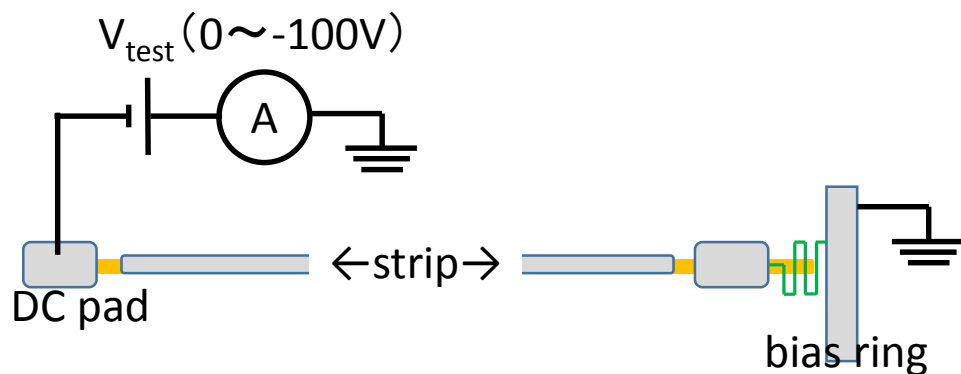 Vtest（0～-100V）
A
←strip→
DC pad
bias ring